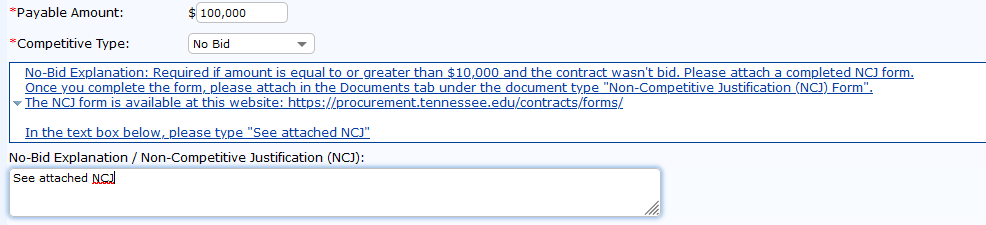 *Payable Amount: $ 100,000
*Competitive Type: No Bid
No-Bid Explanation: Required if amount is equal to or greater than $10,000 and the contract wasn't bid. Please attach a completed NCJ form.
Once you complete the form, please attach in the Documents tab under the document type "Non-Competitive Justification (NCJ) Form".
The NCJ form is available at this website: https://procurement.tennessee.edu/contracts/forms/
In the text box below, please type "See attached NCJ"
No-Bid Explanation / Non-Competitive Justification (NCJ):
See attached NCJ